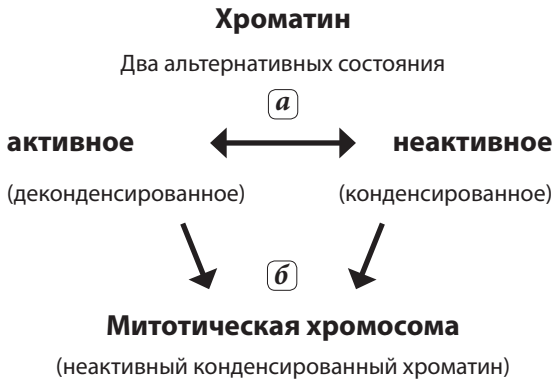 Хроматин
Два альтернативных состояния
а
активное неактивное
(деконденсированное) (конденсированное)
б
Митотическая хромосома
(неактивный конденсированный хроматин)